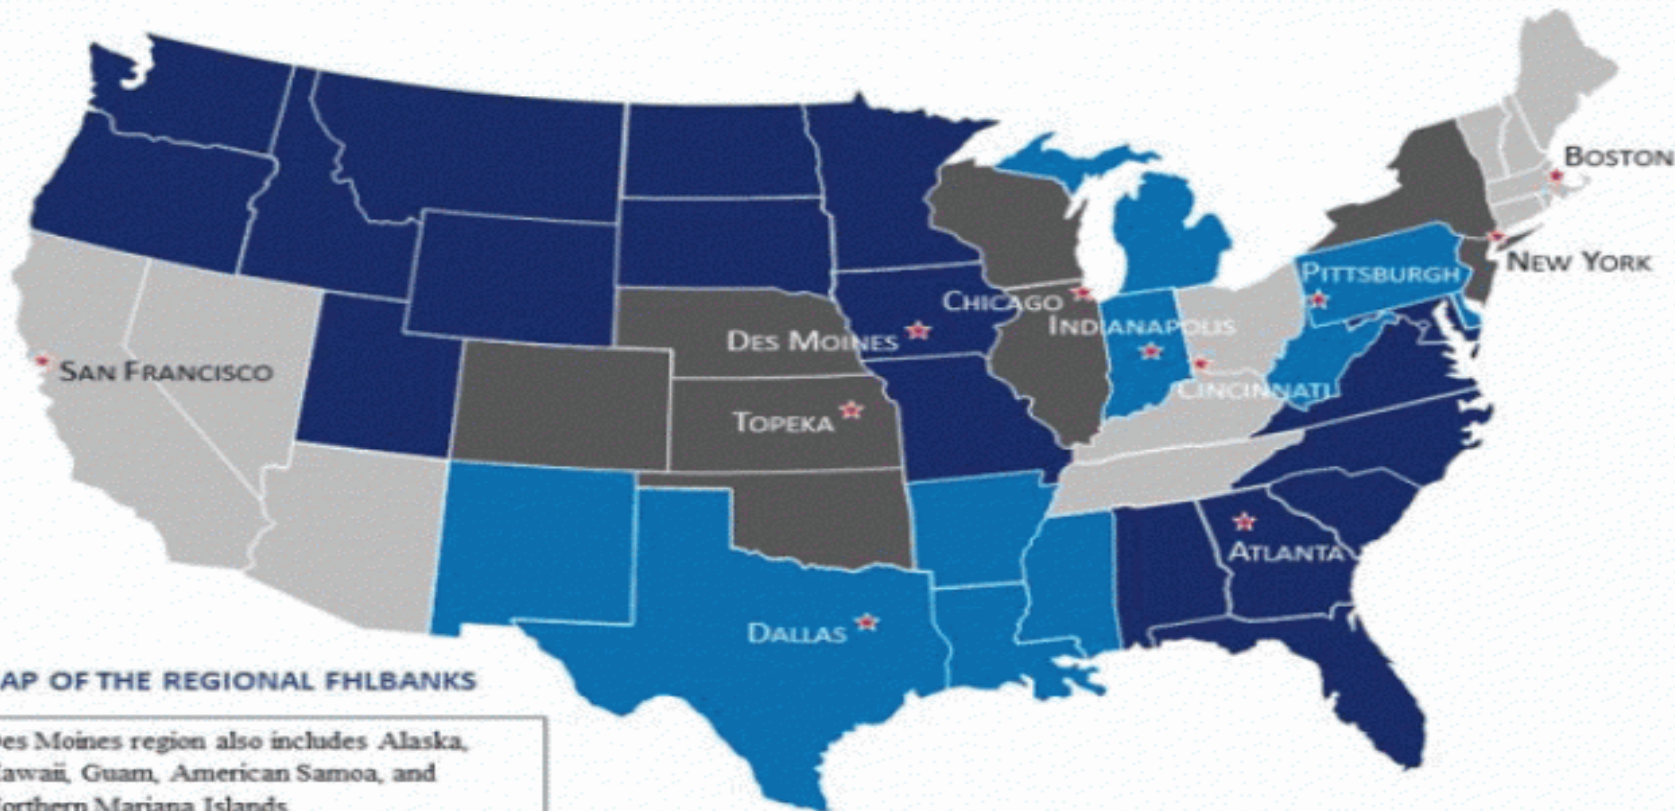 BOSTON
NEW YORK
PITTSBURGH
CHICAGO
INDIANAPOLIS
DES MOINES
SAN FRANCISCO
CINCINNATI
TOPEKA
ATLANTA
DALLAS
AP OF THE REGIONAL FHLBANKS
es Moines region also includes Alaska,
awaii, Guam, American Samoa, and
orthern Mariana Islands